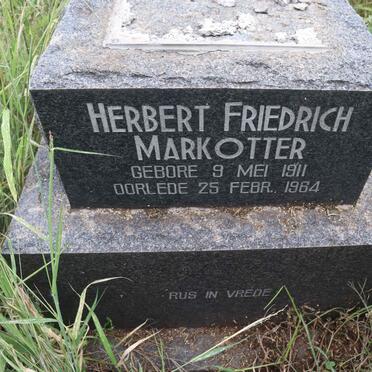 HERBERT FRIEDRICH
MARKOTTER
GEBORE 9 MEI 1911
OORLEDE 25 FEBR. 1964
RUS IN VREDE